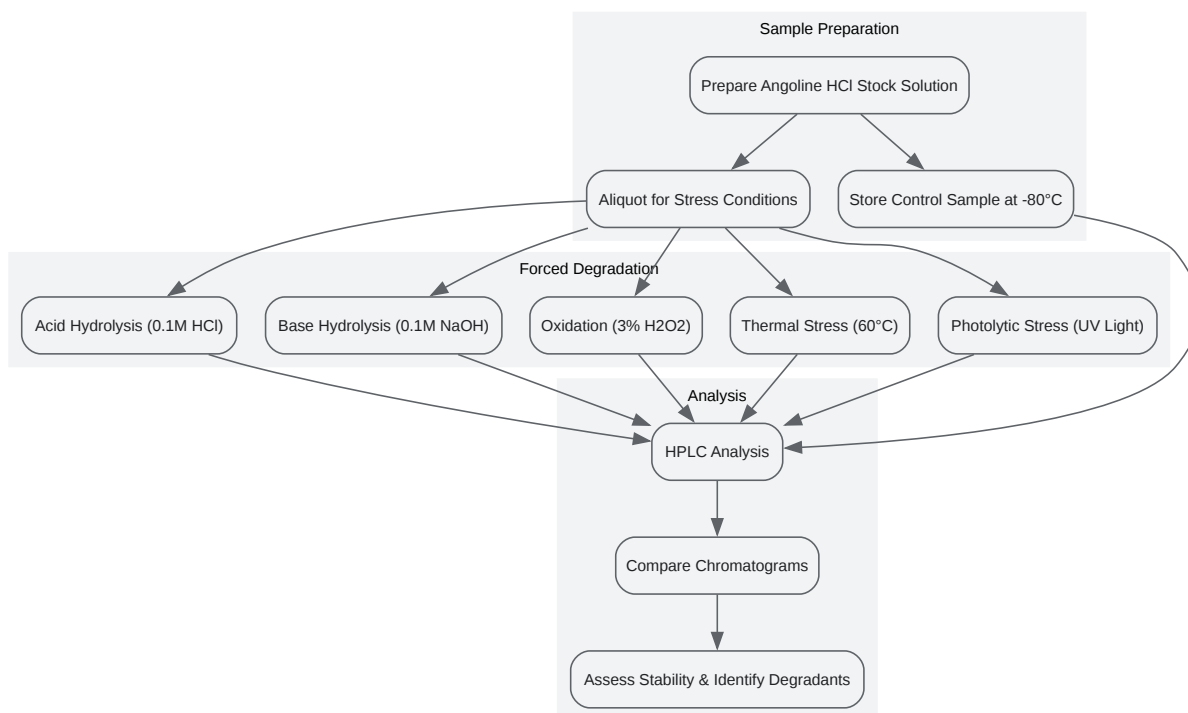 Sample Preparation
Prepare Angoline HCl Stock Solution
Aliquot for Stress Conditions
Store Control Sample at -80°C
Forced Degradation
Acid Hydrolysis (0.1M HCl)
Base Hydrolysis (0.1M NaOH)
Oxidation (3% H2O2)
Thermal Stress (60°C)
Photolytic Stress (UV Light)
Analysis
HPLC Analysis
Compare Chromatograms
Assess Stability & Identify Degradants